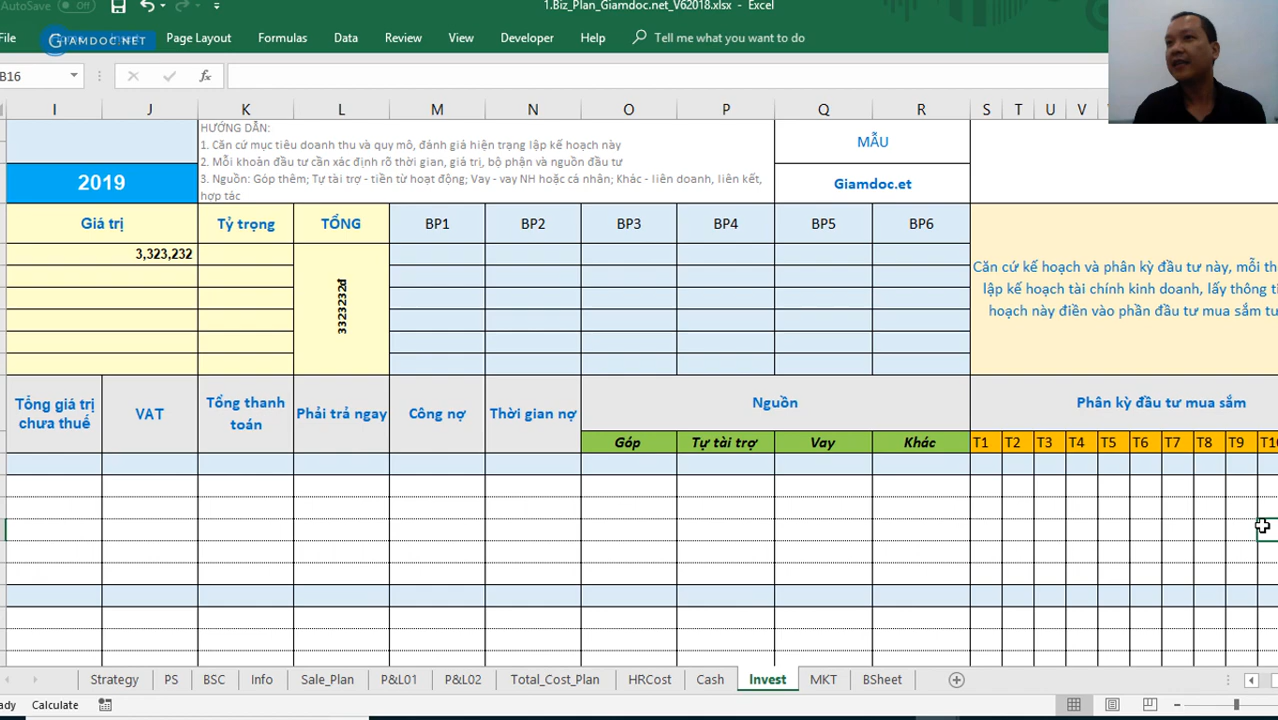 AutoSave Off 1.Biz_Plan_Giamdoc.net_V62018.xlsx - Excel
File GIAMDOC.NET Page Layout Formulas Data Review View Developer Help Tell me what you want to do
B16 fx
I J K L M N O P Q R S T U V
HƯỚNG DẪN:
1. Căn cứ mục tiêu doanh thu và quy mô, đánh giá hiện trạng lập kế hoạch này
2. Mỗi khoản đầu tư cần xác định rõ thời gian, giá trị, bộ phận và nguồn đầu tư
3. Nguồn: Góp thêm; Tự tài trợ - tiền từ hoạt động; Vay - vay NH hoặc cá nhân; Khác - liên doanh, liên kết,
hợp tác
MẪU
2019 Giamdoc.et
Giá trị Tỷ trọng TỔNG BP1 BP2 BP3 BP4 BP5 BP6
3,323,232
3323232đ
Căn cứ kế hoạch và phân kỳ đầu tư này, mỗi th
lập kế hoạch tài chính kinh doanh, lấy thông t
hoạch này điền vào phần đầu tư mua sắm tư
Tổng giá trị
chưa thuế VAT Tổng thanh
toán Phải trả ngay Công nợ Thời gian nợ Nguồn Phân kỳ đầu tư mua sắm
Góp Tự tài trợ Vay Khác T1 T2 T3 T4 T5 T6 T7 T8 T9 T10
Strategy PS BSC Info Sale_Plan P&L01 P&L02 Total_Cost_Plan HRCost Cash Invest MKT BSheet
ady Calculate